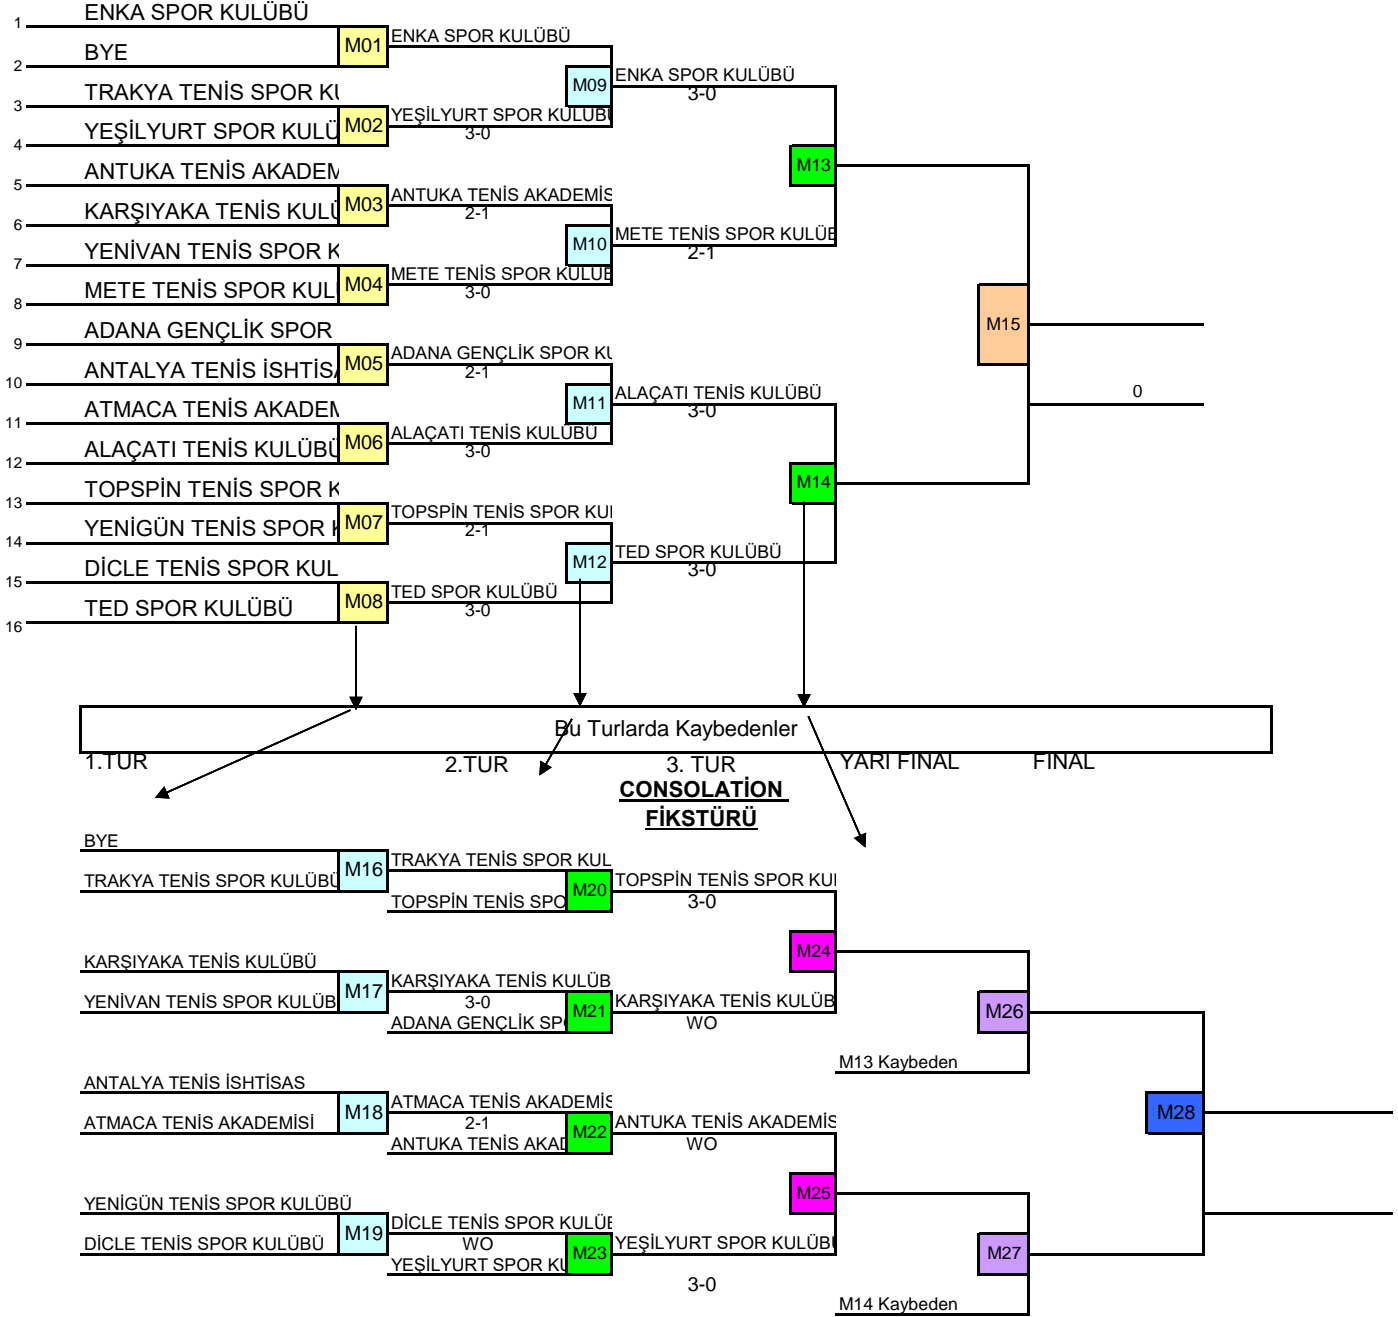 1 ENKA SPOR KULÜBÜ
M01 ENKA SPOR KULÜBÜ
2 BYE
M09 ENKA SPOR KULÜBÜ
3-0
3 TRAKYA TENİS SPOR KU
M02 YEŞİLYURT SPOR KULÜBÜ
3-0
4 YEŞİLYURT SPOR KULÜ
M13
5 ANTUKA TENİS AKADEM
M03 ANTUKA TENİS AKADEMİS
2-1
6 KARŞIYAKA TENİS KULÜ
M10 METE TENİS SPOR KULÜB
2-1
7 YENİVAN TENİS SPOR K
M04 METE TENİS SPOR KULÜB
3-0
8 METE TENİS SPOR KUL
M15
9 ADANA GENÇLİK SPOR
M05 ADANA GENÇLİK SPOR KU
2-1
10 ANTALYA TENİS İSHTİSA
M11 ALAÇATI TENİS KULÜBÜ
3-0
0
11 ATMACA TENİS AKADEM
M06 ALAÇATI TENİS KULÜBÜ
3-0
12 ALAÇATI TENİS KULÜBÜ
M14
13 TOPSPİN TENİS SPOR K
M07 TOPSPİN TENİS SPOR KUL
2-1
14 YENİGÜN TENİS SPOR K
M12 TED SPOR KULÜBÜ
3-0
15 DİCLE TENİS SPOR KUL
M08 TED SPOR KULÜBÜ
3-0
16 TED SPOR KULÜBÜ
Bu Turlarda Kaybedenler
1.TUR 2.TUR 3. TUR YARI FİNAL FİNAL
CONSOLATİON
FİKSTÜRÜ
BYE
M16 TRAKYA TENİS SPOR KUL
TRAKYA TENİS SPOR KULÜBÜ
M20 TOPSPİN TENİS SPOR KUL
3-0
TOPSPİN TENİS SPO
M24
KARŞIYAKA TENİS KULÜBÜ
M17 KARŞIYAKA TENİS KULÜB
3-0
YENİVAN TENİS SPOR KULÜB
M21 KARŞIYAKA TENİS KULÜB
WO
ADANA GENÇLİK SPO
M26
M13 Kaybeden
ANTALYA TENİS İSHTİSAS
M18 ATMACA TENİS AKADEMİS
2-1
ATMACA TENİS AKADEMİSİ
M22 ANTUKA TENİS AKADEMİS
WO
ANTUKA TENİS AKAD
M28
M25
YENİGÜN TENİS SPOR KULÜBÜ
M19 DİCLE TENİS SPOR KULÜB
WO
DİCLE TENİS SPOR KULÜBÜ
M23 YEŞİLYURT SPOR KULÜBÜ
3-0
YEŞİLYURT SPOR KU
M27
M14 Kaybeden